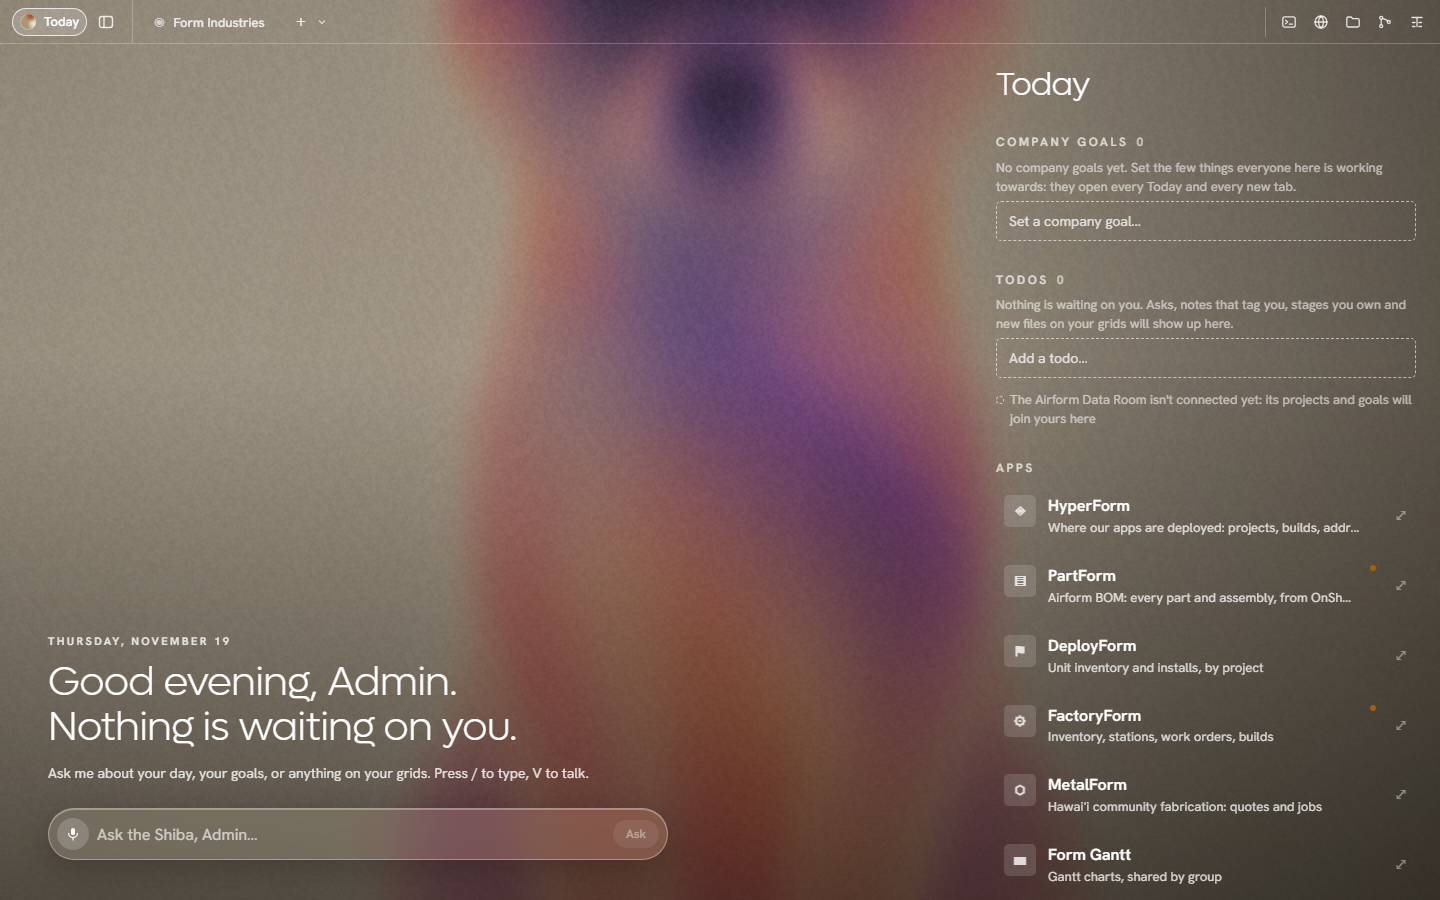 Today
Form Industries
Today
COMPANY GOALS 0
No company goals yet. Set the few things everyone here is working
towards: they open every Today and every new tab.
Set a company goal...
TODOS 0
Nothing is waiting on you. Asks, notes that tag you, stages you own and
new files on your grids will show up here.
Add a todo...
The Airform Data Room isn't connected yet: its projects and goals will
join yours here
APPS
HyperForm
Where our apps are deployed: projects, builds, addr...
PartForm
Airform BOM: every part and assembly, from OnSh...
DeployForm
Unit inventory and installs, by project
FactoryForm
Inventory, stations, work orders, builds
MetalForm
Hawai'i community fabrication: quotes and jobs
Form Gantt
Gantt charts, shared by group
THURSDAY, NOVEMBER 19
Good evening, Admin.
Nothing is waiting on you.
Ask me about your day, your goals, or anything on your grids. Press / to type, V to talk.
Ask the Shiba, Admin...
Ask